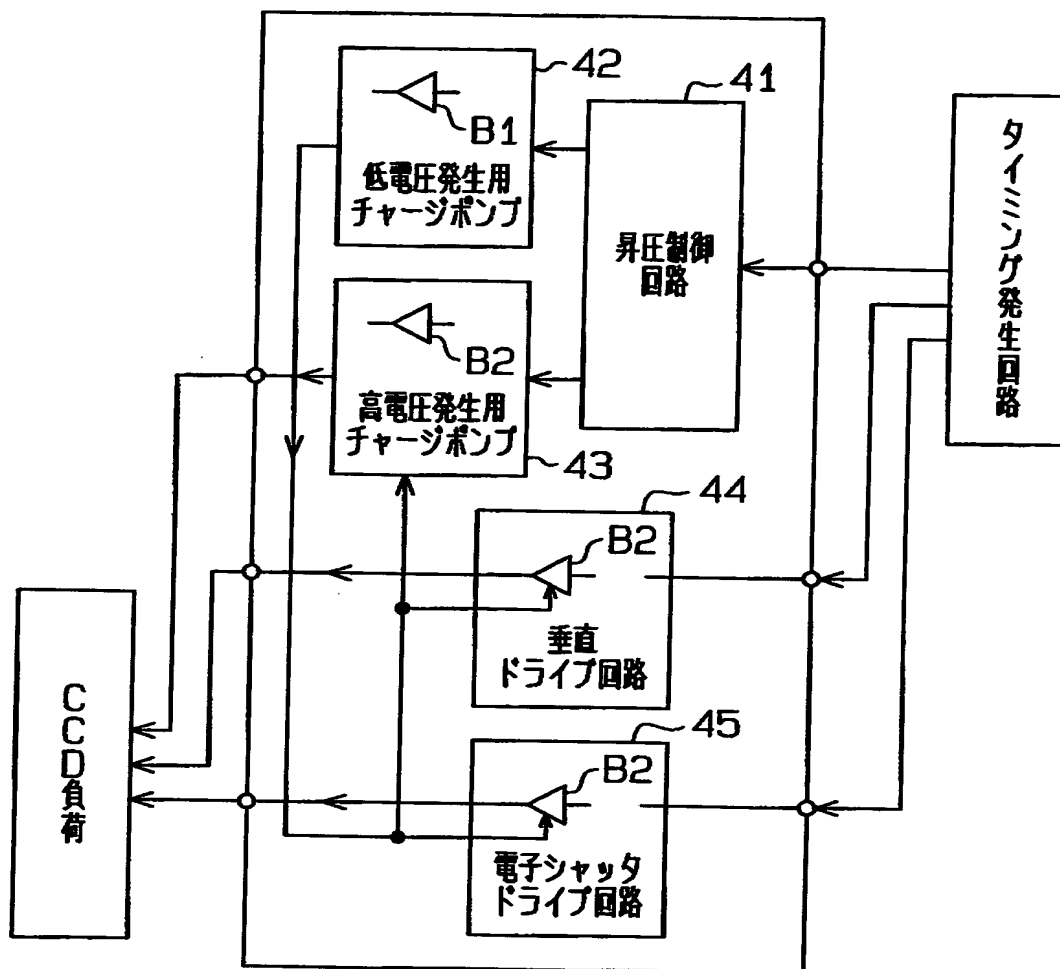 42
B1
低電圧発生用
チャージポンプ
41
昇圧制御
回路
タイミング発生回路
B2
高電圧発生用
チャージポンプ
43
44
B2
垂直
ドライブ回路
CCD負荷
45
B2
電子シャッタ
ドライブ回路